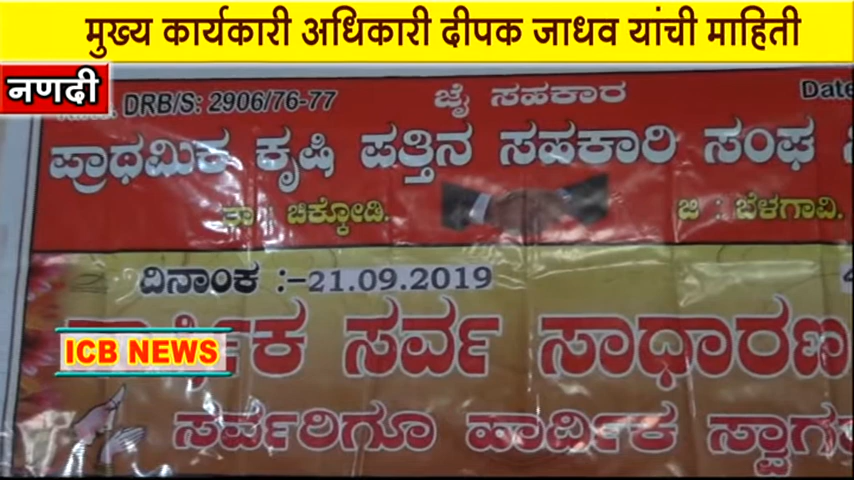 मुख्य कार्यकारी अधिकारी दीपक जाधव यांची माहिती
नणदी
DRB/S: 2906/76-77
ಜೈ ಸಹಕಾರ
Date
ಪ್ರಾಥಮಿಕ ಕೃಷಿ ಪತ್ತಿನ ಸಹಕಾರಿ ಸಂಘ
ತಾ : ಚಿಕ್ಕೋಡಿ.
ಜಿ : ಬೆಳಗಾವಿ.
ದಿನಾಂಕ :-21.09.2019
ಸರ್ವ ಸಾಧಾರಣ
ICB NEWS
ಸರ್ವರಿಗೂ ಹಾರ್ದಿಕ